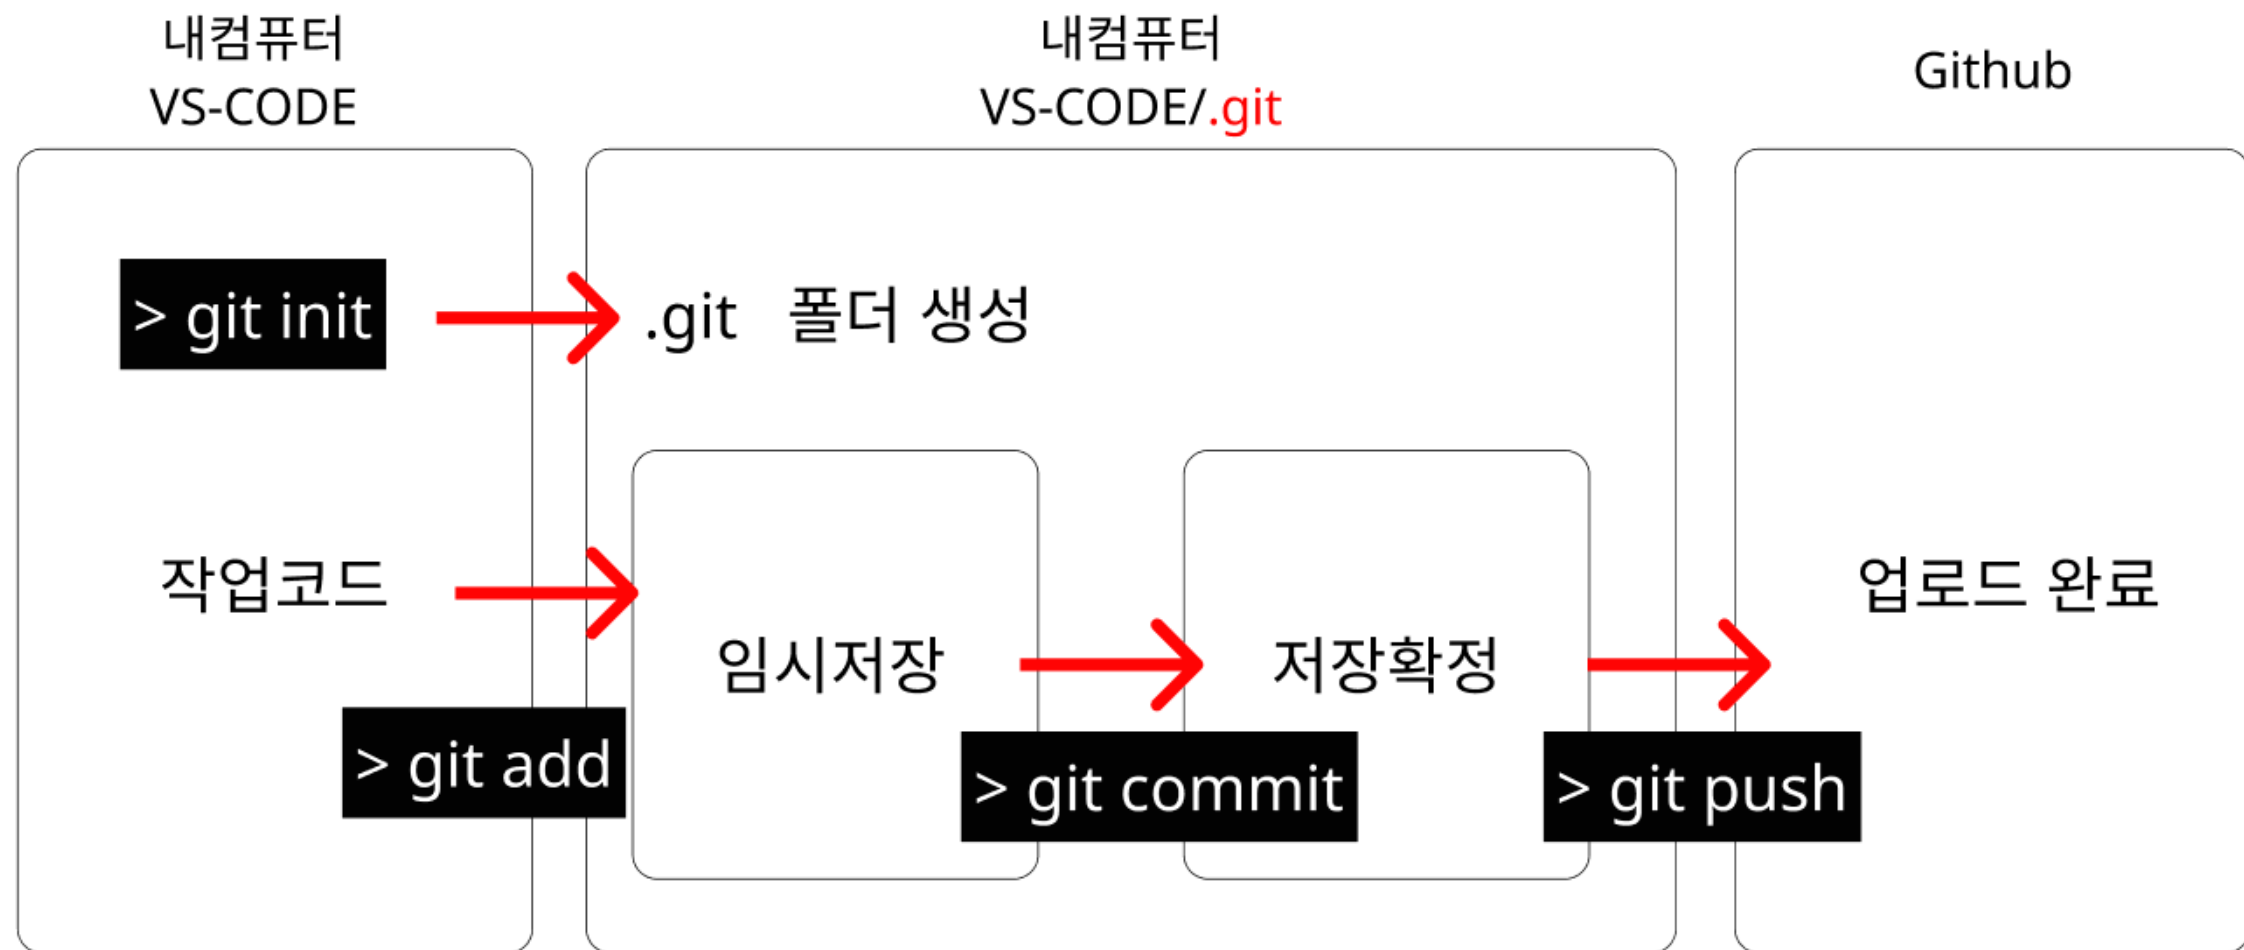 내컴퓨터
VS-CODE
내컴퓨터
VS-CODE/.git
Github
> git init
.git 폴더 생성
작업코드
> git add
임시저장
> git commit
저장확정
> git push
업로드 완료